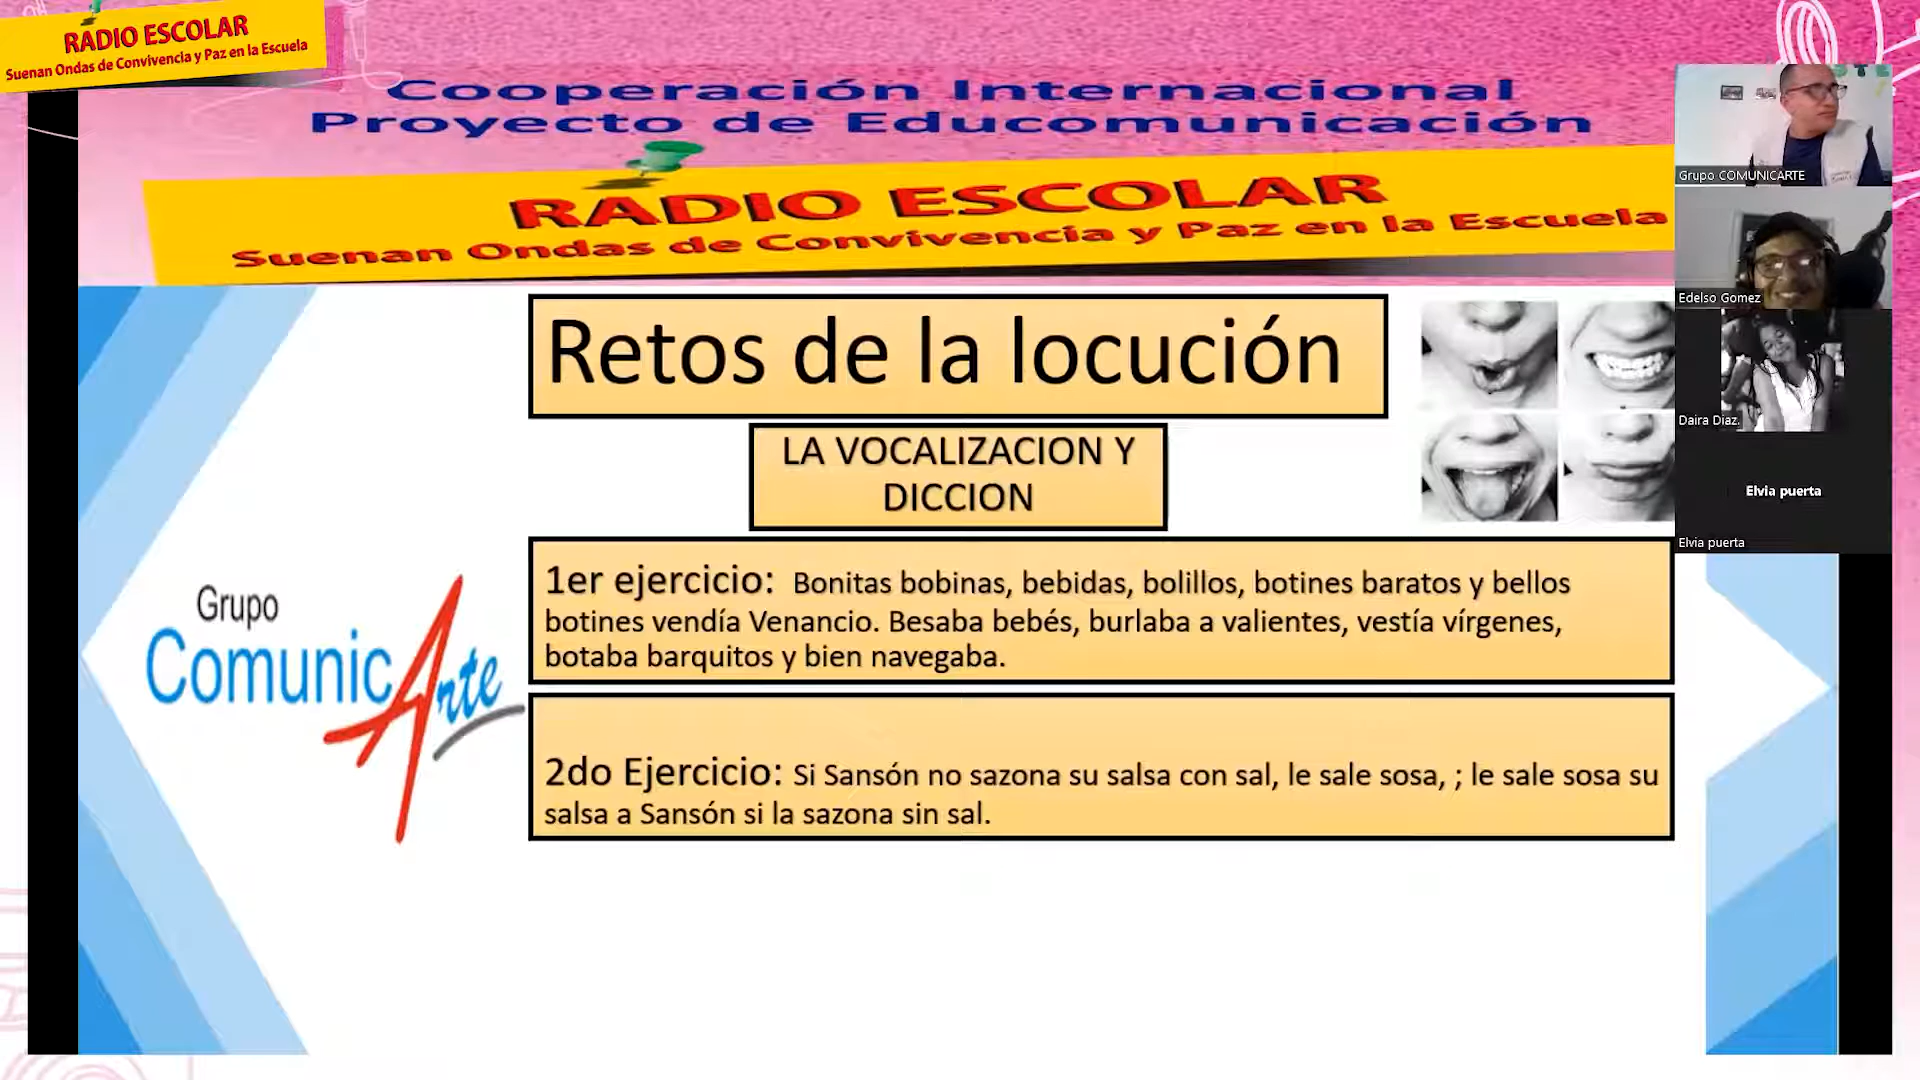 RADIO ESCOLAR
Suenan Ondas de Convivencia y Paz en la Escuela
Cooperación Internacional
Proyecto de Educomunicación
RADIO ESCOLAR
Suenan Ondas de Convivencia y Paz en la Escuela
Retos de la locución
LA VOCALIZACION Y
DICCION
1er ejercicio: Bonitas bobinas, bebidas, bolillos, botines baratos y bellos
botines vendía Venancio. Besaba bebés, burlaba a valientes, vestía vírgenes,
botaba barquitos y bien navegaba.
2do Ejercicio: Si Sansón no sazona su salsa con sal, le sale sosa, ; le sale sosa su
salsa a Sansón si la sazona sin sal.
Grupo
ComunicArte
Grupo COMUNICARTE
Edelso Gomez
Daira Diaz.
Elvia puerta
Elvia puerta